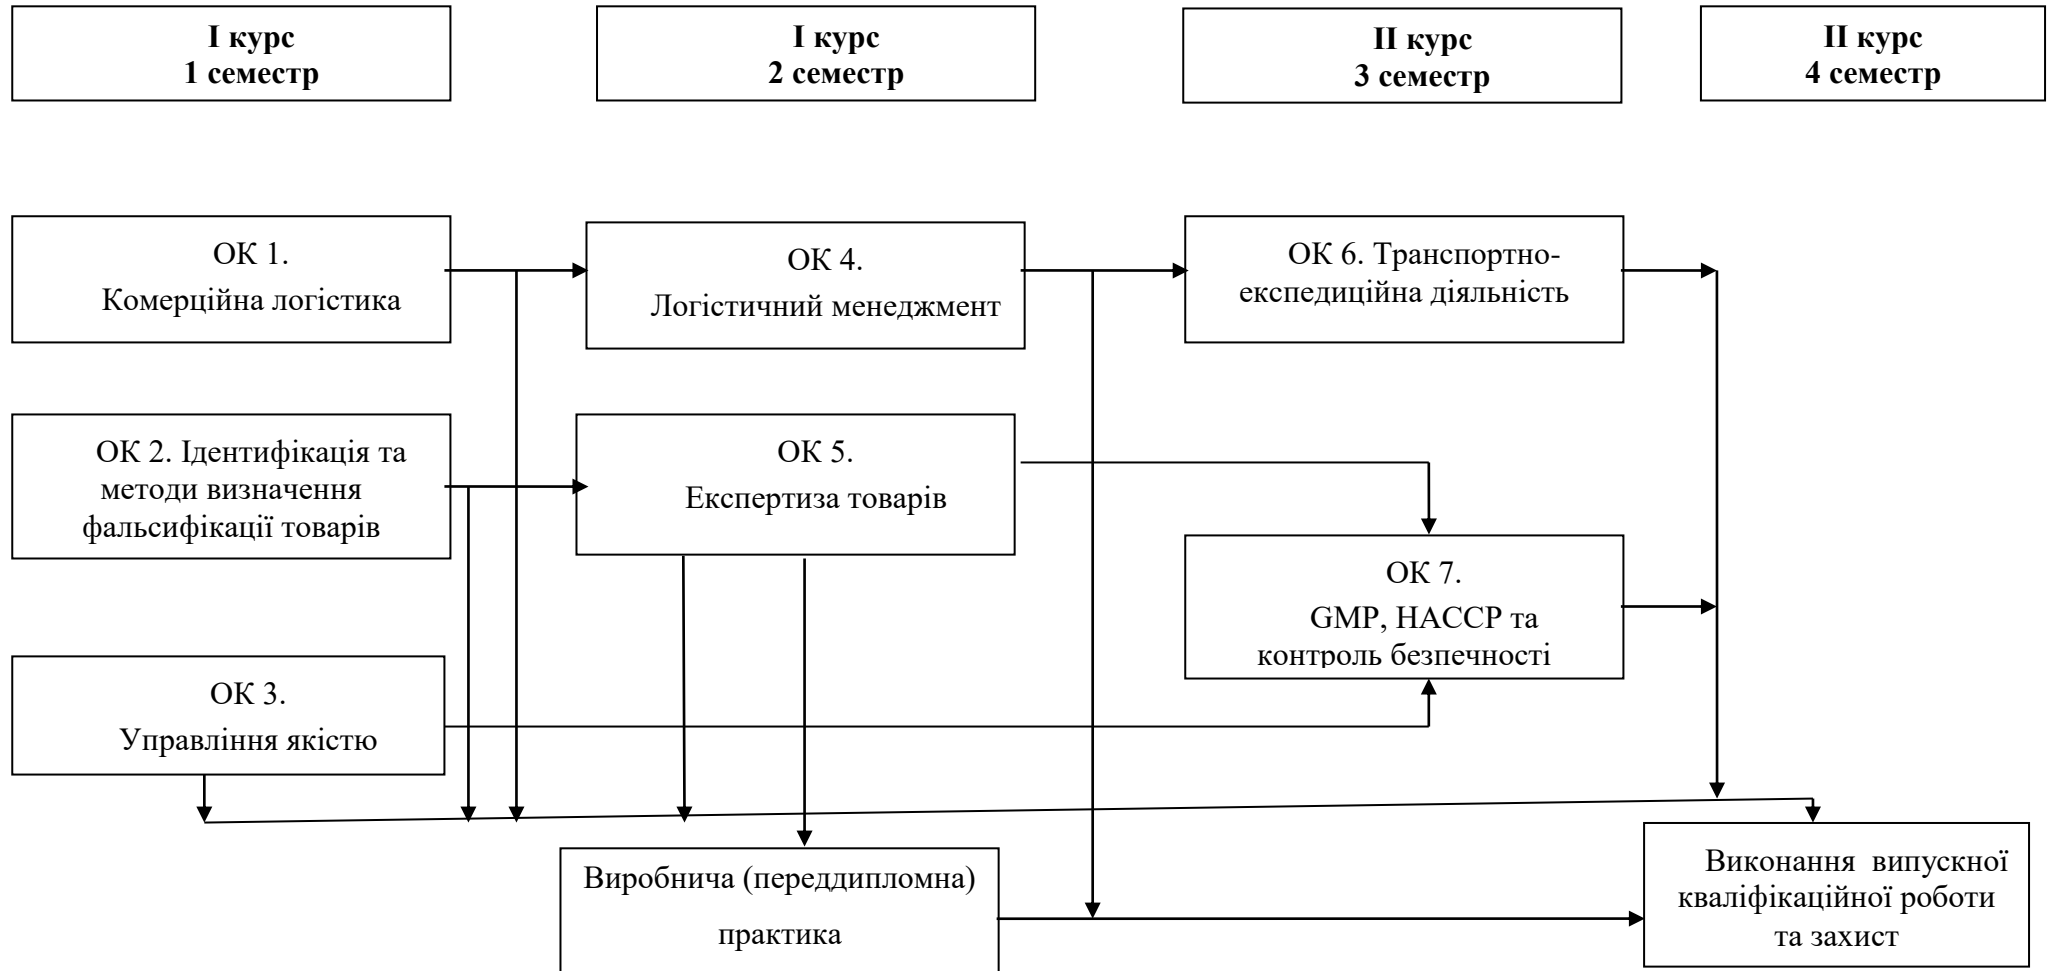 І курс
1 семестр
І курс
2 семестр
ІІ курс
3 семестр
ІІ курс
4 семестр
ОК 1.
Комерційна логістика
ОК 4.
Логістичний менеджмент
ОК 6. Транспортно-
експедиційна діяльність
ОК 2. Ідентифікація та
методи визначення
фальсифікації товарів
ОК 5.
Експертиза товарів
ОК 7.
GMP, НАССР та
контроль безпечності
ОК 3.
Управління якістю
Виробнича (переддипломна)
практика
Виконання випускної
кваліфікаційної роботи
та захист